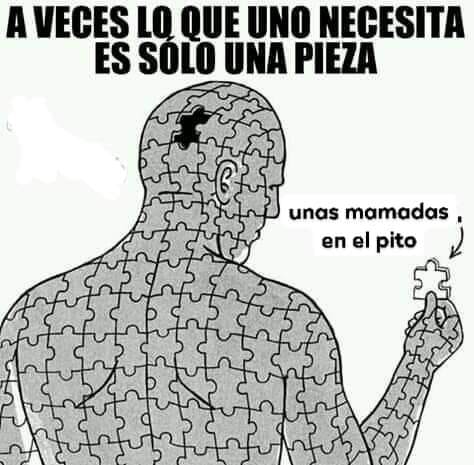 A VECES LO QUE UNO NECESITA
ES SÓLO UNA PIEZA
unas mamadas
en el pito